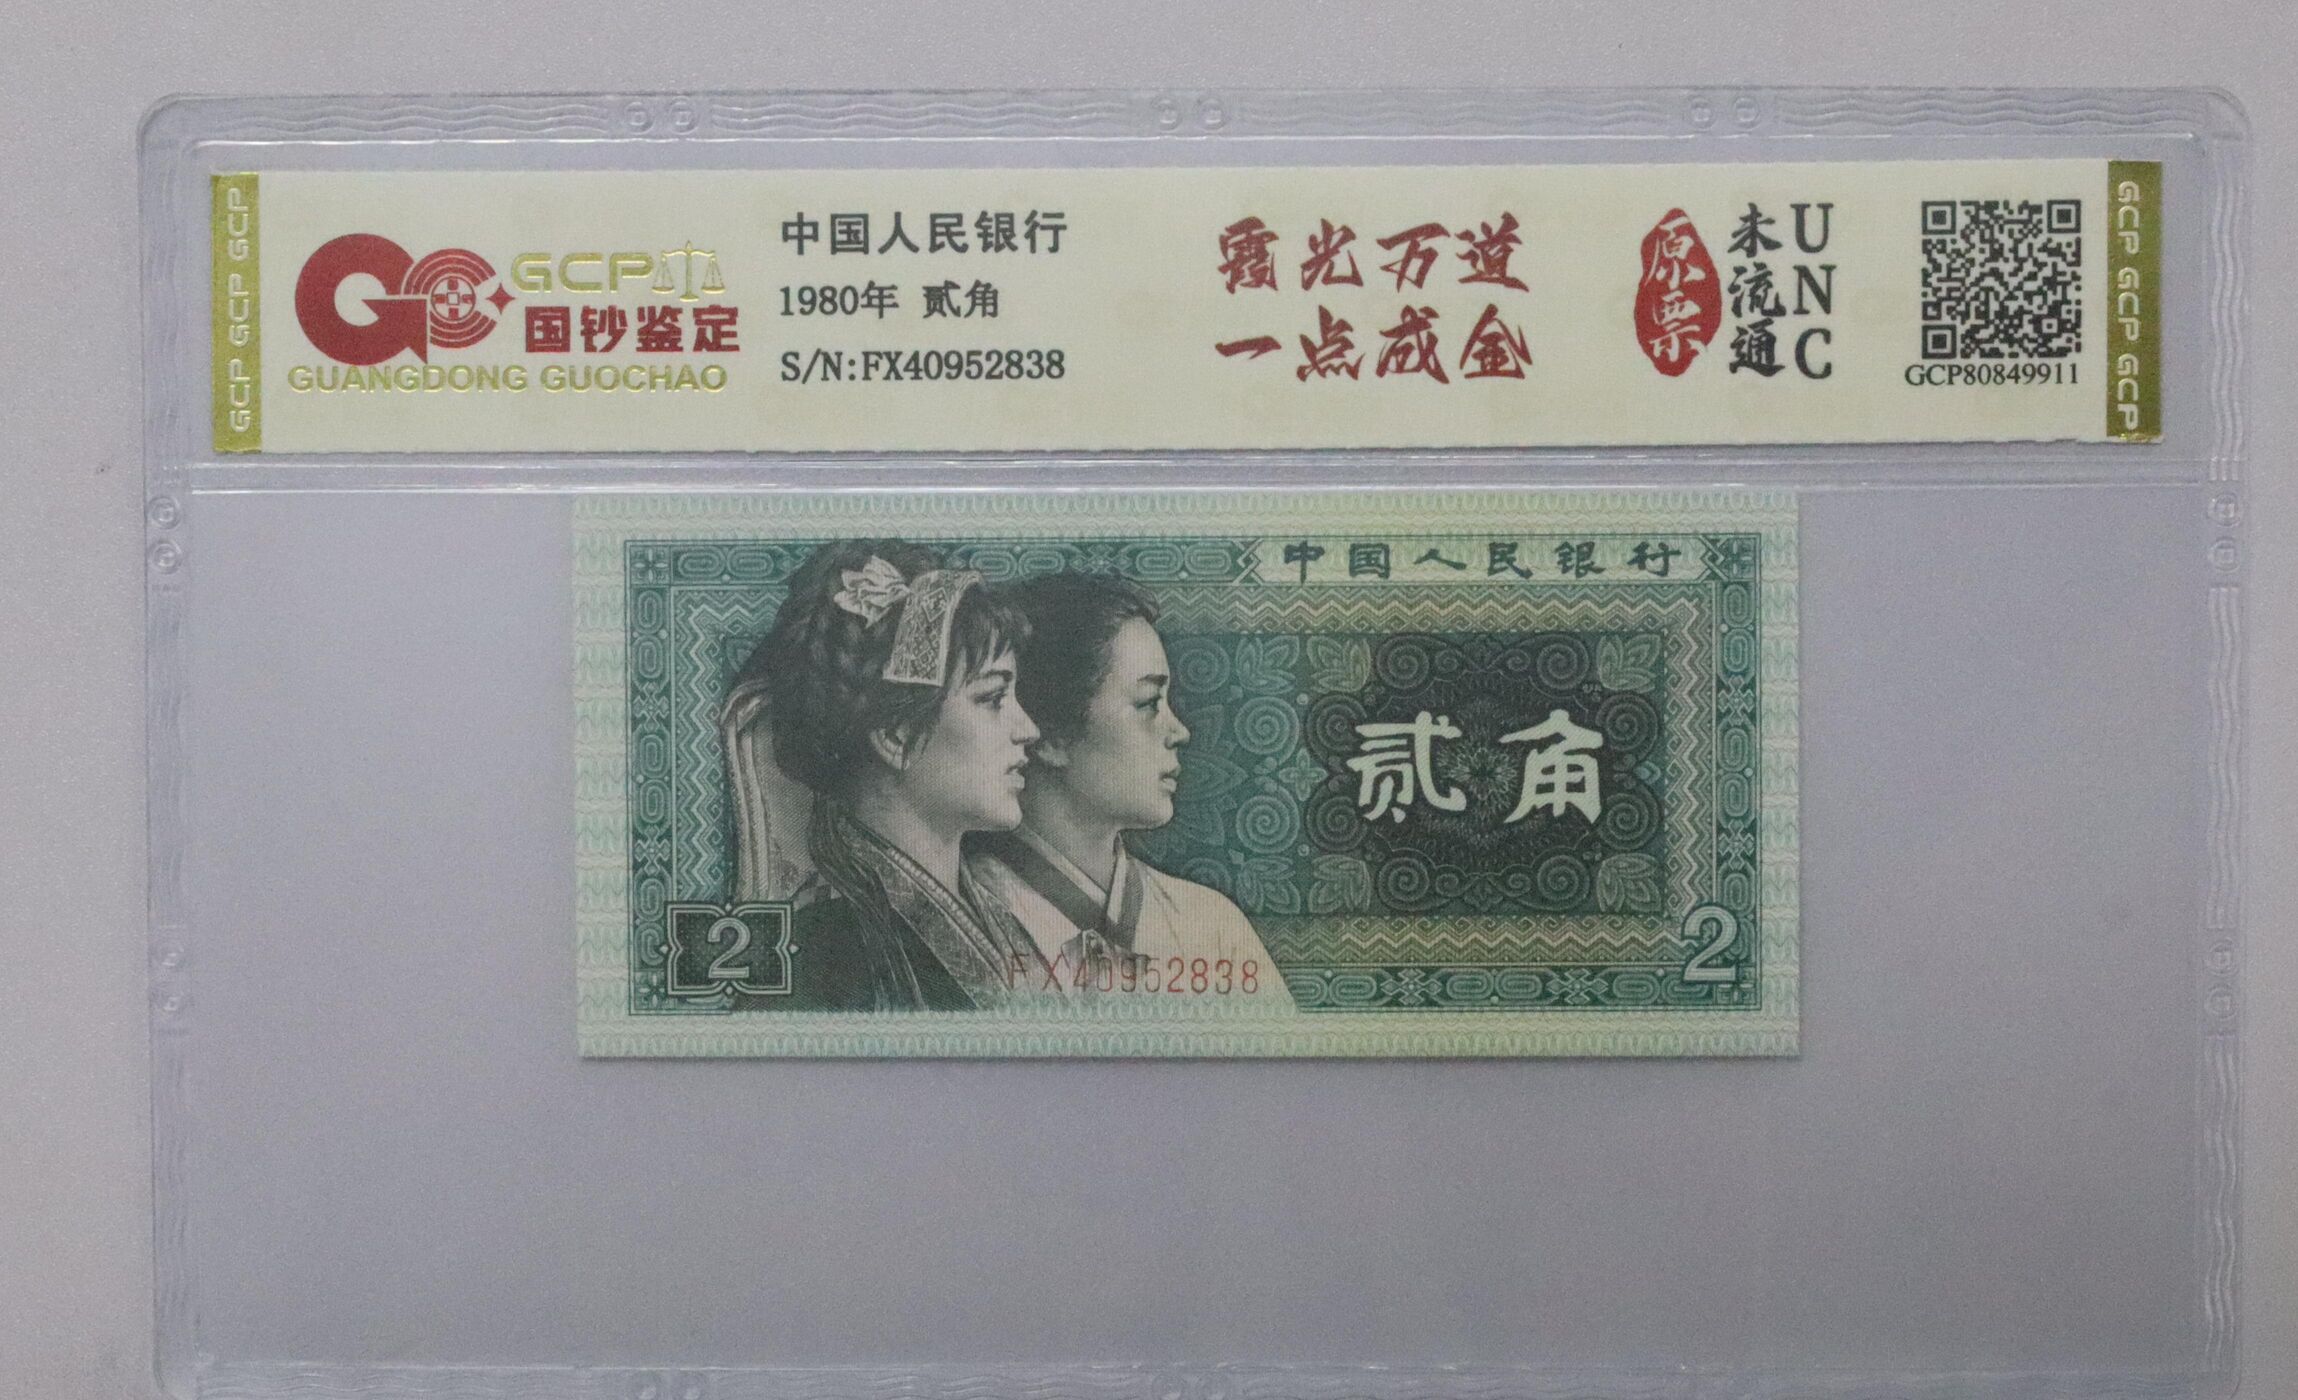 GCP GCP GCP
GCP
国钞鉴定
GUANGDONG GUOCHAO
中国人民银行
1980年 贰角
S/N:FX40952838
霞光万道
一点成金
原票
未流通
UNC
GCP80849911
GCP GCP GCP
中国人民银行
贰角
2
FX40952838
2